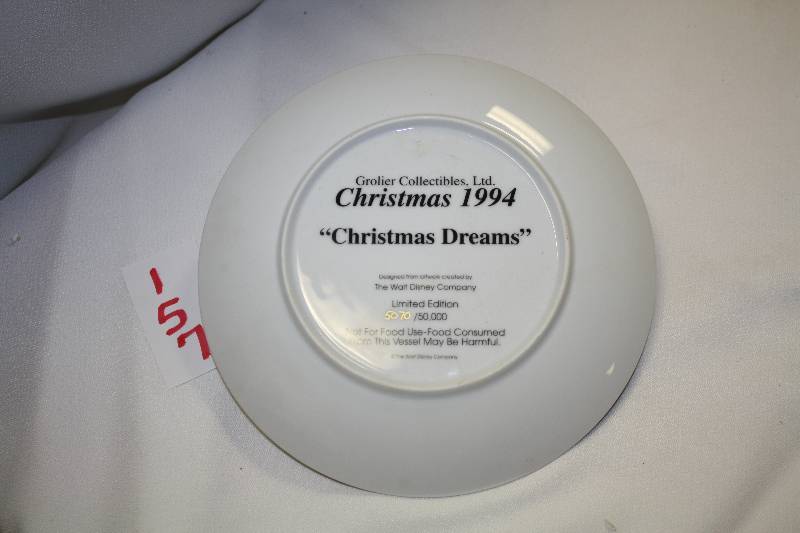 Grolier Collectibles, Ltd.
Christmas 1994
“Christmas Dreams”
Designed from artwork created by
The Walt Disney Company
Limited Edition
5070 /50,000
Not For Food Use-Food Consumed
From This Vessel May Be Harmful.
©The Walt Disney Company
157